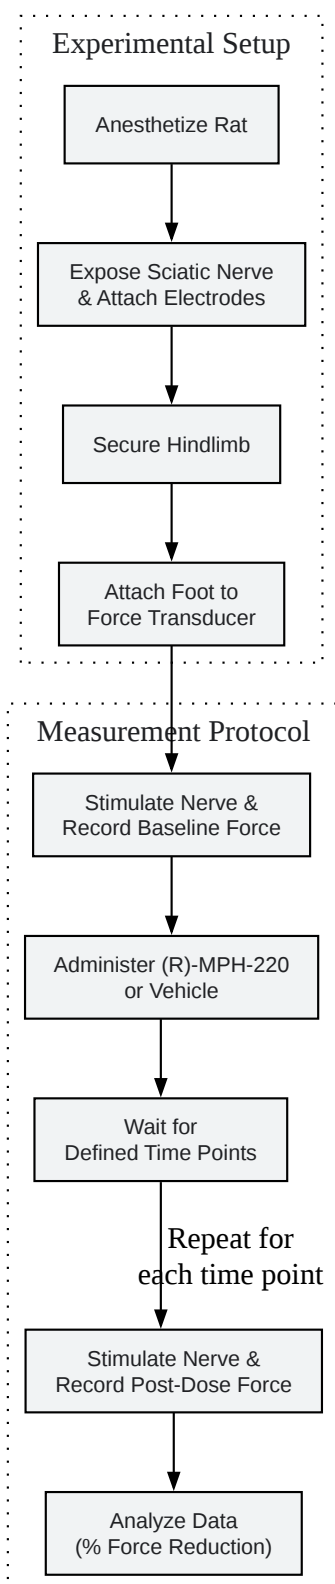 Experimental Setup
Anesthetize Rat
Expose Sciatic Nerve
& Attach Electrodes
Secure Hindlimb
Attach Foot to
Force Transducer
Measurement Protocol
Stimulate Nerve &
Record Baseline Force
Administer (R)-MPH-220
or Vehicle
Wait for
Defined Time Points
Repeat for
each time point
Stimulate Nerve &
Record Post-Dose Force
Analyze Data
(% Force Reduction)